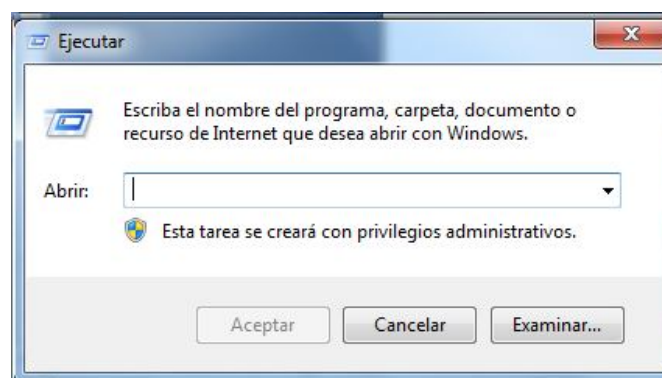 Ejecutar
Escriba el nombre del programa, carpeta, documento o
recurso de Internet que desea abrir con Windows.
Abrir:
Esta tarea se creará con privilegios administrativos.
Aceptar Cancelar Examinar...